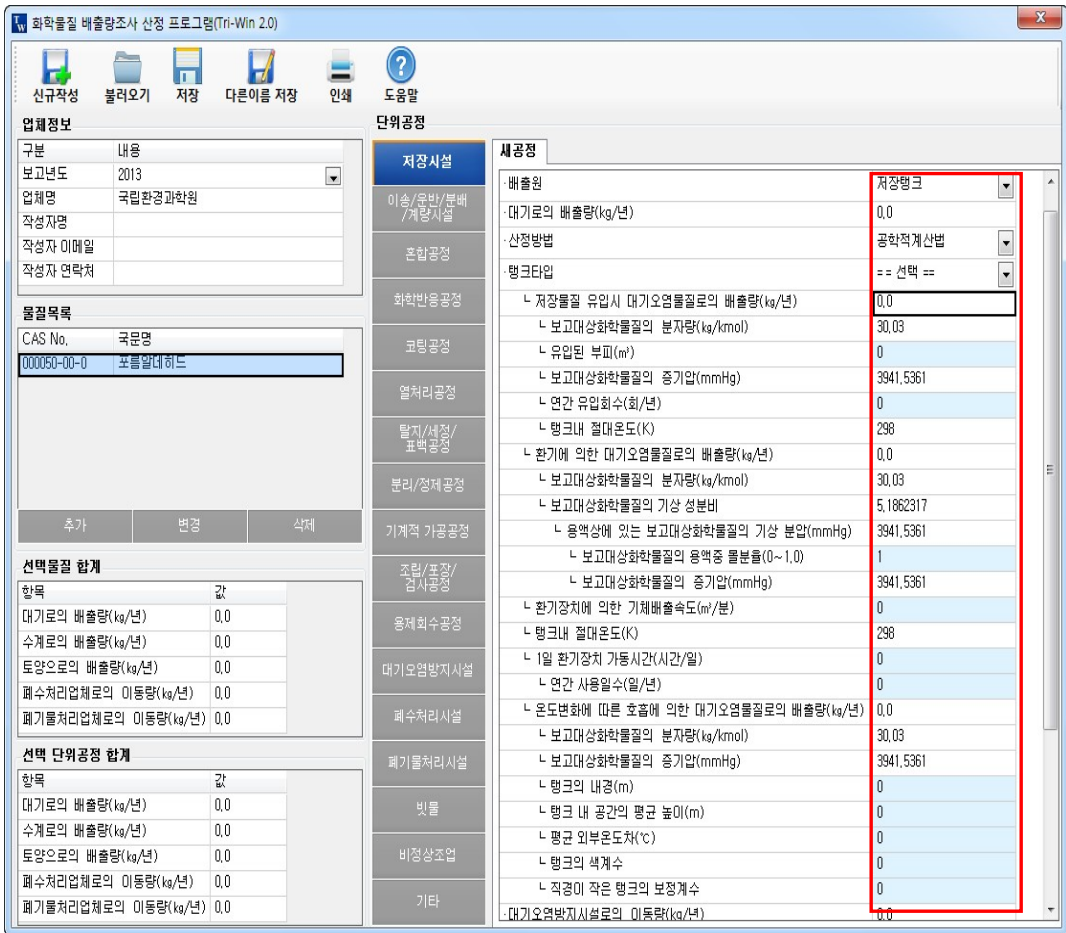 화학물질 배출량조사 산정 프로그램(Tri-Win 2.0)
신규작성 불러오기 저장 다른이름 저장 인쇄 도움말
업체정보
구분 내용
보고년도 2013
업체명 국립환경과학원
작성자명
작성자 이메일
작성자 연락처
물질목록
CAS No, 국문명
000050-00-0 포름알데히드
추가 변경 삭제
선택물질 합계
항목 값
대기로의 배출량(kg/년) 0,0
수계로의 배출량(kg/년) 0,0
토양으로의 배출량(kg/년) 0,0
폐수처리업체로의 이동량(kg/년) 0,0
폐기물처리업체로의 이동량(kg/년) 0,0
선택 단위공정 합계
항목 값
대기로의 배출량(kg/년) 0,0
수계로의 배출량(kg/년) 0,0
토양으로의 배출량(kg/년) 0,0
폐수처리업체로의 이동량(kg/년) 0,0
폐기물처리업체로의 이동량(kg/년) 0,0
단위공정
저장시설
이송/운반/분배
/계량시설
혼합공정
화학반응공정
코팅공정
열처리공정
탈지/세정/
표백공정
분리/정제공정
기계적 가공공정
조립/포장/
검사공정
용제회수공정
대기오염방지시설
폐수처리시설
폐기물처리시설
빗물
비정상조업
기타
새공정
·배출원 저장탱크
·대기로의 배출량(kg/년) 0,0
·산정방법 공학적계산법
·탱크타입 == 선택 ==
└ 저장물질 유입시 대기오염물질로의 배출량(kg/년) 0,0
└ 보고대상화학물질의 분자량(kg/kmol) 30,03
└ 유입된 부피(m³) 0
└ 보고대상화학물질의 증기압(mmHg) 3941,5361
└ 연간 유입회수(회/년) 0
└ 탱크내 절대온도(K) 298
└ 환기에 의한 대기오염물질로의 배출량(kg/년) 0,0
└ 보고대상화학물질의 분자량(kg/kmol) 30,03
└ 보고대상화학물질의 기상 성분비 5,1862317
└ 용액상에 있는 보고대상화학물질의 기상 분압(mmHg) 3941,5361
└ 보고대상화학물질의 용액중 몰분율(0~1,0) 1
└ 보고대상화학물질의 증기압(mmHg) 3941,5361
└ 환기장치에 의한 기체배출속도(m³/분) 0
└ 탱크내 절대온도(K) 298
└ 1일 환기장치 가동시간(시간/일) 0
└ 연간 사용일수(일/년) 0
└ 온도변화에 따른 호흡에 의한 대기오염물질로의 배출량(kg/년) 0,0
└ 보고대상화학물질의 분자량(kg/kmol) 30,03
└ 보고대상화학물질의 증기압(mmHg) 3941,5361
└ 탱크의 내경(m) 0
└ 탱크 내 공간의 평균 높이(m) 0
└ 평균 외부온도차(℃) 0
└ 탱크의 색계수 0
└ 직경이 작은 탱크의 보정계수 0
·대기오염방지시설로의 이동량(kg/년) 0,0